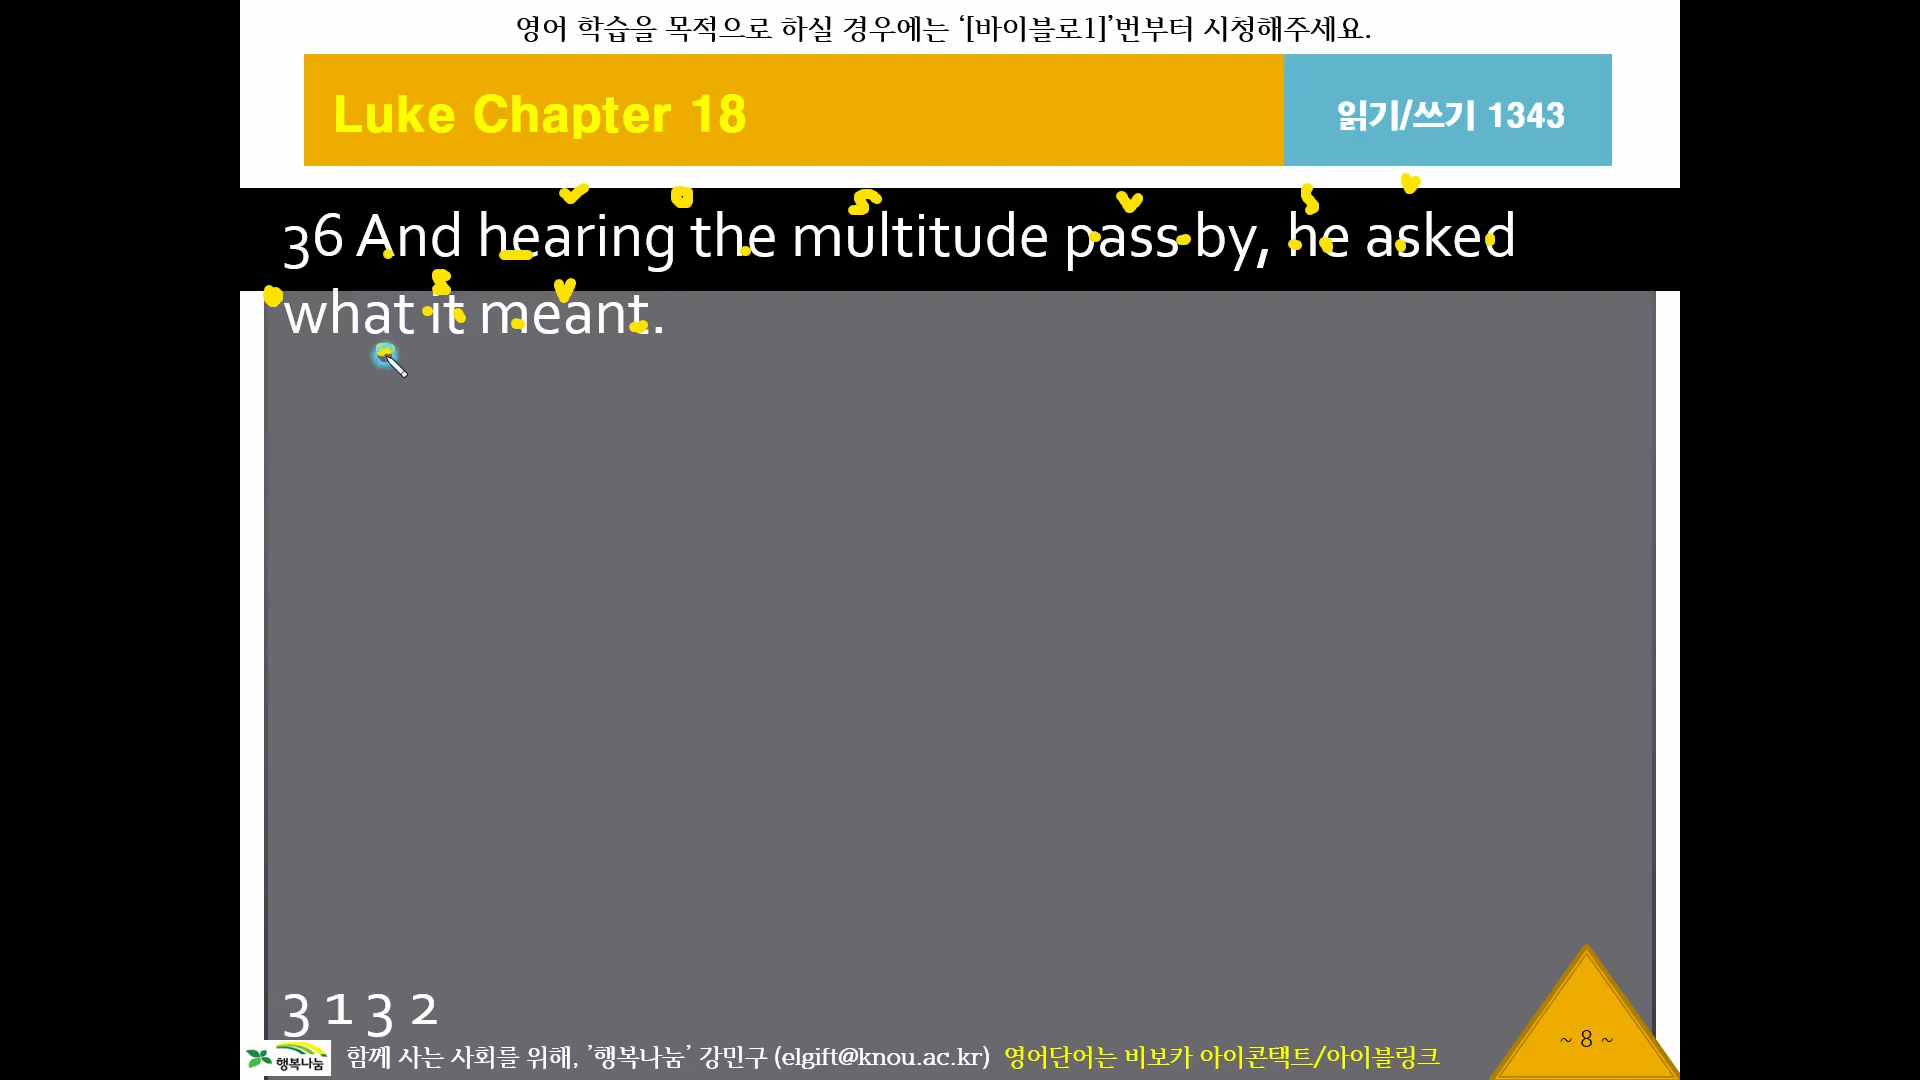 영어 학습을 목적으로 하실 경우에는 ‘[바이블로1]’번부터 시청해주세요.
Luke Chapter 18
읽기/쓰기 1343
36 And hearing the multitude pass by, he asked
what it meant.
3 1 3 2
~ 8 ~
행복나눔
함께 사는 사회를 위해, ’행복나눔’ 강민구 (elgift@knou.ac.kr) 영어단어는 비보카 아이콘택트/아이블링크